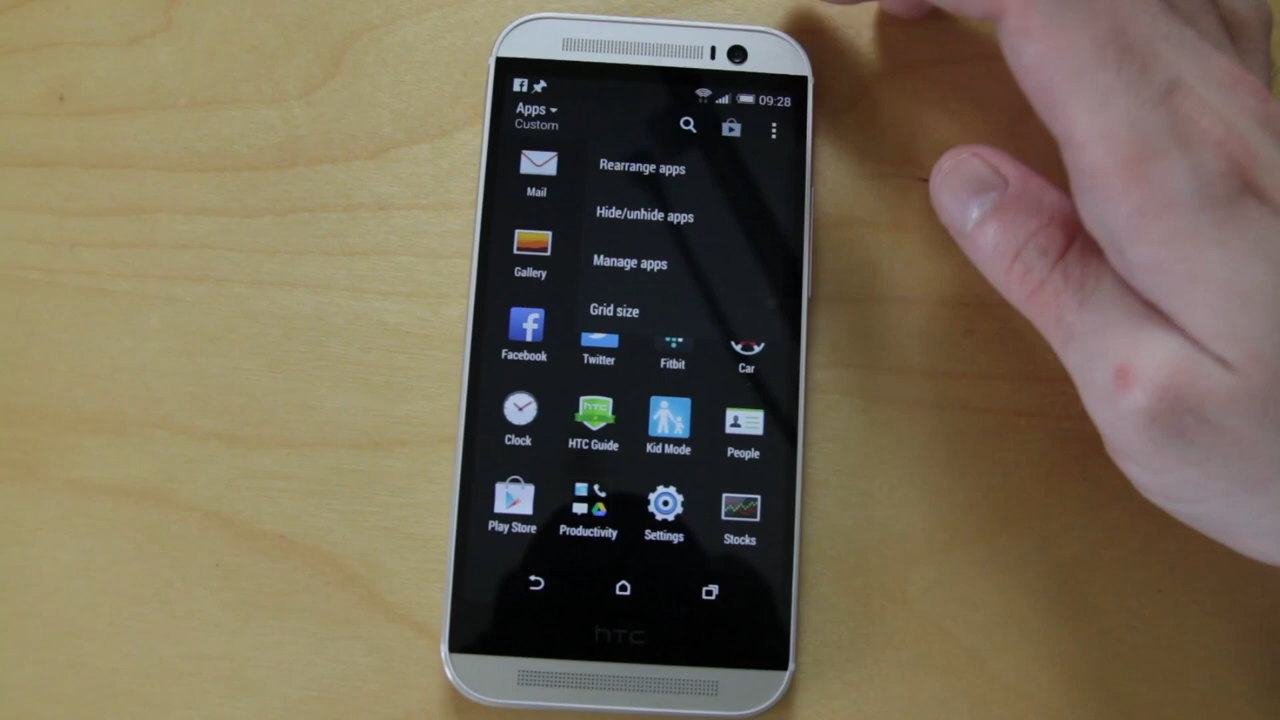 09:28
Apps
Custom
Rearrange apps
Hide/unhide apps
Manage apps
Grid size
Mail
Gallery
Facebook
Twitter
Fitbit
Car
Clock
hTC
HTC Guide
Kid Mode
People
Play Store
Productivity
Settings
Stocks
hTC